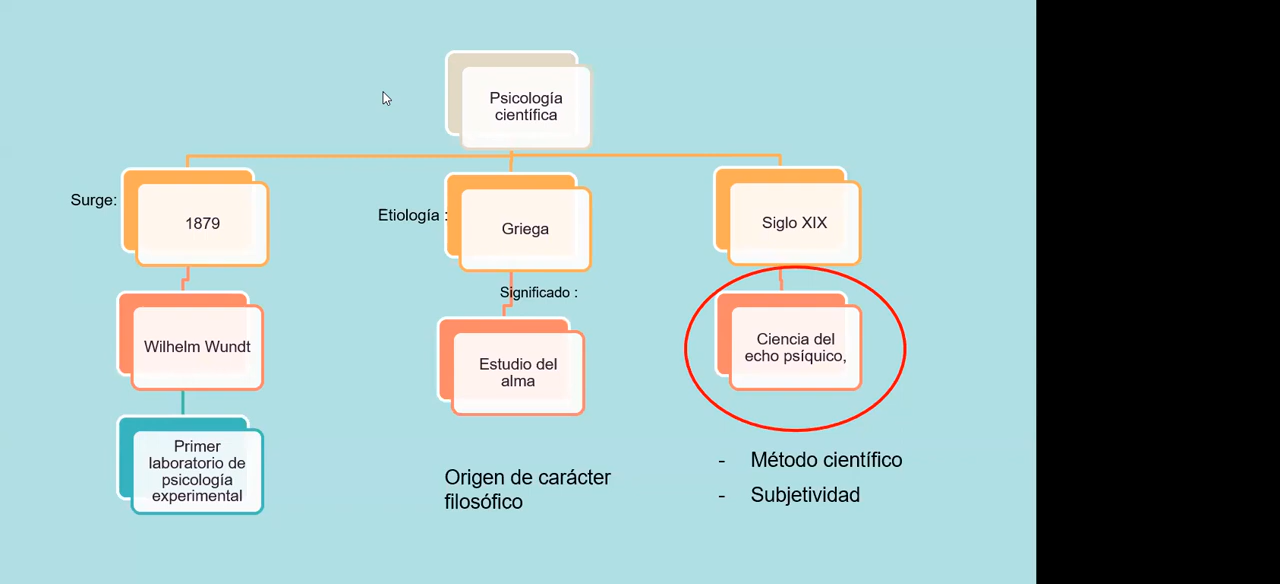 Psicología
científica
Surge:
1879
Etiología :
Griega
Siglo XIX
Significado :
Wilhelm Wundt
Estudio del
alma
Ciencia del
echo psíquico,
Primer
laboratorio de
psicología
experimental
Origen de carácter
filosófico
- Método científico
- Subjetividad